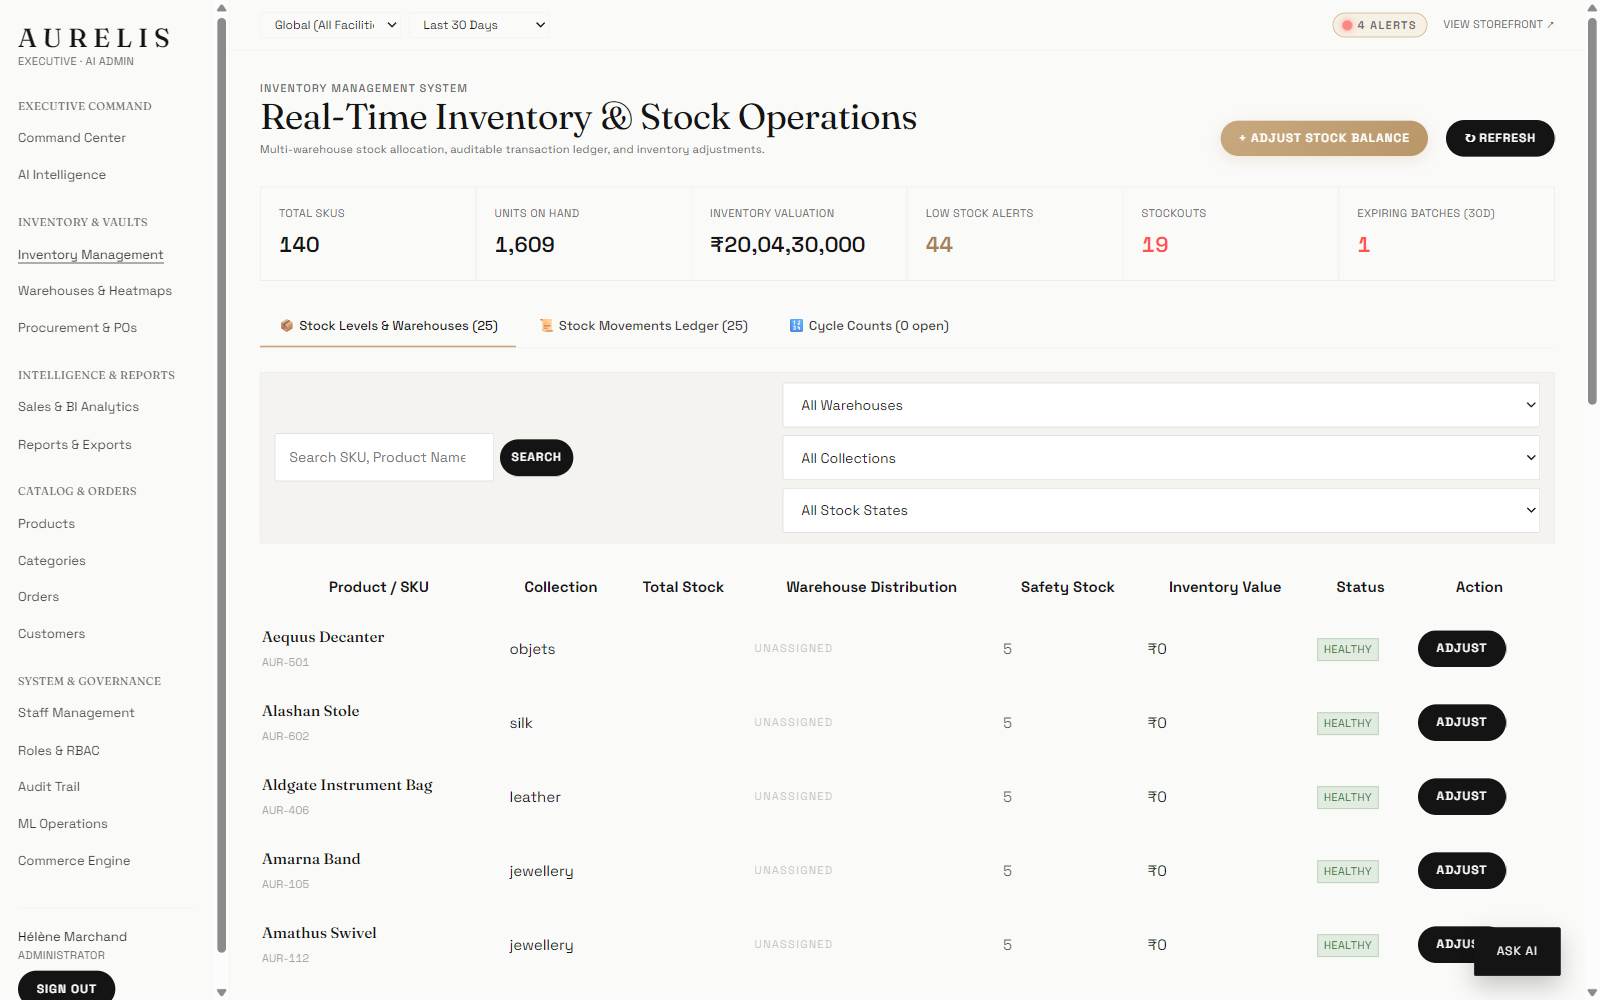 AURELIS
EXECUTIVE · AI ADMIN
EXECUTIVE COMMAND
Command Center
AI Intelligence
INVENTORY & VAULTS
Inventory Management
Warehouses & Heatmaps
Procurement & POs
INTELLIGENCE & REPORTS
Sales & BI Analytics
Reports & Exports
CATALOG & ORDERS
Products
Categories
Orders
Customers
SYSTEM & GOVERNANCE
Staff Management
Roles & RBAC
Audit Trail
ML Operations
Commerce Engine
Hélène Marchand
ADMINISTRATOR
SIGN OUT
Global (All Faciliti Last 30 Days
4 ALERTS VIEW STOREFRONT ↗
INVENTORY MANAGEMENT SYSTEM
Real-Time Inventory & Stock Operations
Multi-warehouse stock allocation, auditable transaction ledger, and inventory adjustments.
+ ADJUST STOCK BALANCE ↻ REFRESH
TOTAL SKUS
140
UNITS ON HAND
1,609
INVENTORY VALUATION
₹20,04,30,000
LOW STOCK ALERTS
44
STOCKOUTS
19
EXPIRING BATCHES (30D)
1
📦 Stock Levels & Warehouses (25) 📜 Stock Movements Ledger (25) 🔢 Cycle Counts (0 open)
Search SKU, Product Name SEARCH
All Warehouses
All Collections
All Stock States
Product / SKU Collection Total Stock Warehouse Distribution Safety Stock Inventory Value Status Action
Aequus Decanter
AUR-501
objets UNASSIGNED 5 ₹0 HEALTHY ADJUST
Alashan Stole
AUR-602
silk UNASSIGNED 5 ₹0 HEALTHY ADJUST
Aldgate Instrument Bag
AUR-406
leather UNASSIGNED 5 ₹0 HEALTHY ADJUST
Amarna Band
AUR-105
jewellery UNASSIGNED 5 ₹0 HEALTHY ADJUST
Amathus Swivel
AUR-112
jewellery UNASSIGNED 5 ₹0 HEALTHY ADJUS
ASK AI